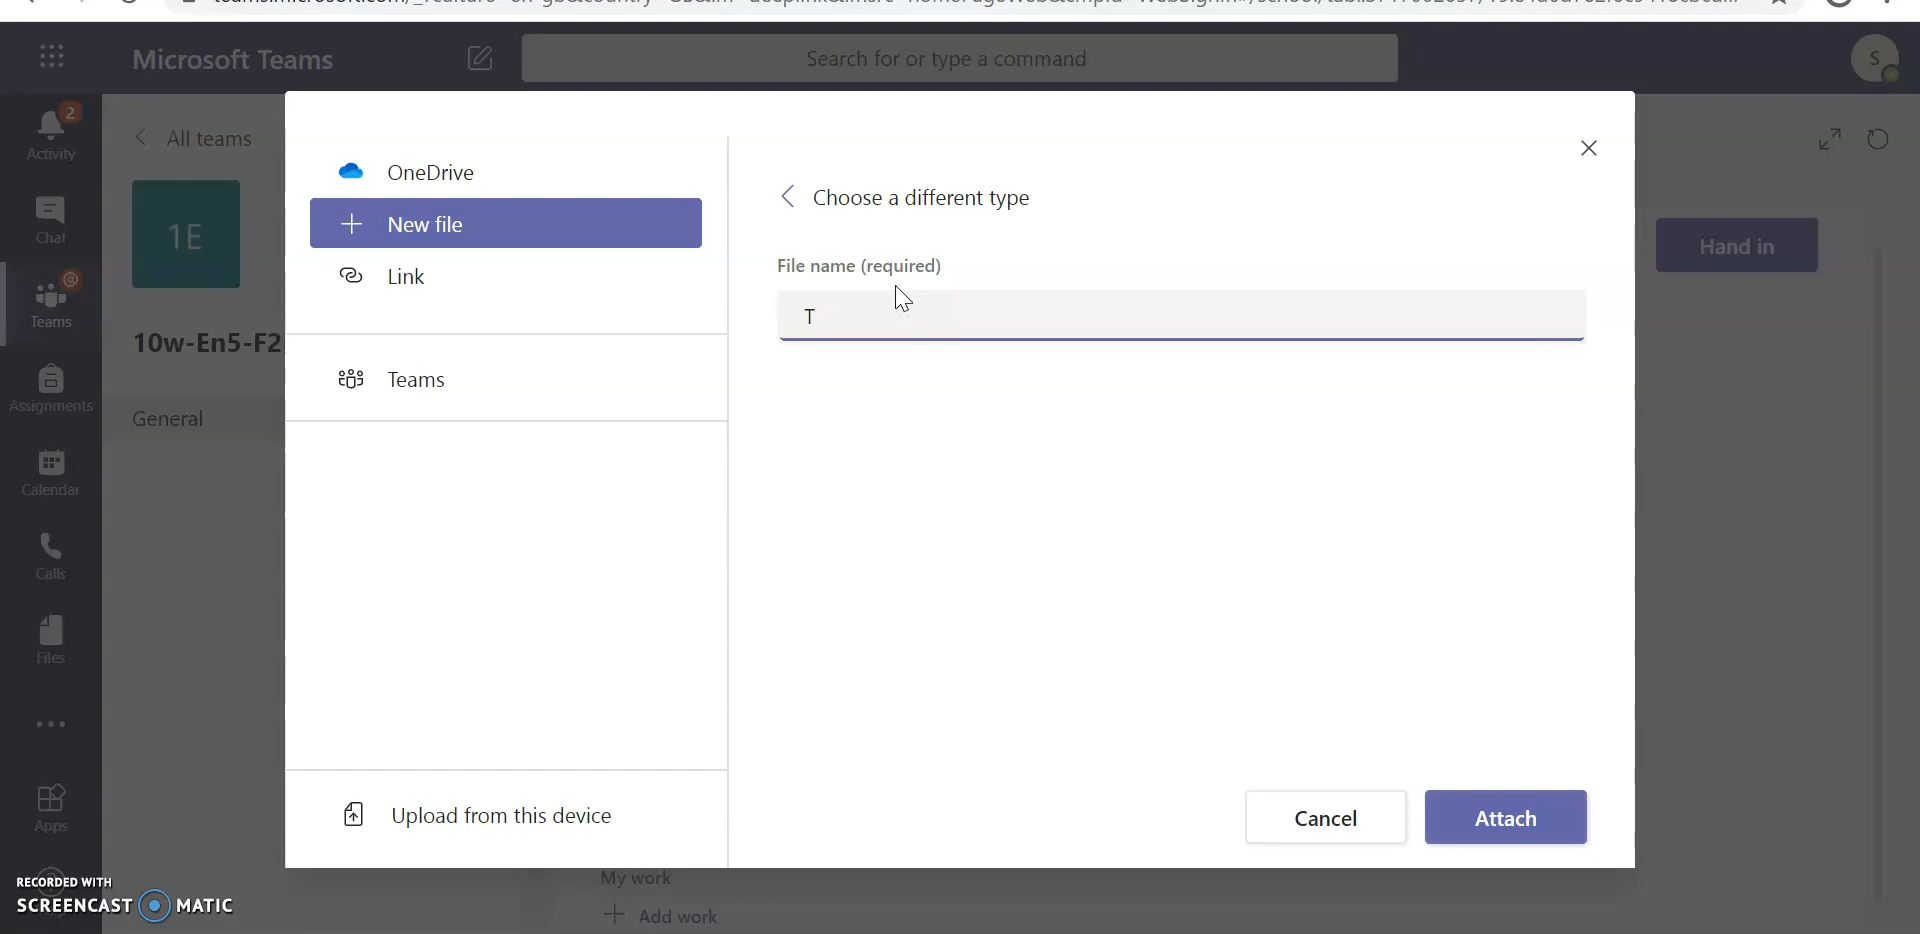 Microsoft Teams
Search for or type a command
S
2
Activity
Chat
Teams
Assignments
Calendar
Calls
Files
Apps
All teams
1E
10w-En5-F2
General
OneDrive
New file
Link
Teams
Upload from this device
Choose a different type
File name (required)
T
Cancel
Attach
Hand in
My work
Add work
RECORDED WITH
SCREENCAST MATIC